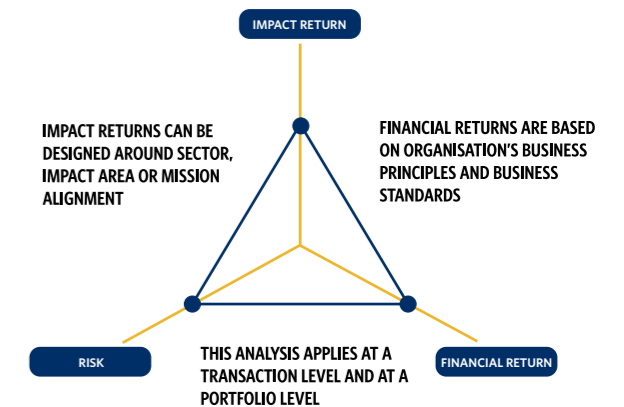 IMPACT RETURN
IMPACT RETURNS CAN BE
DESIGNED AROUND SECTOR,
IMPACT AREA OR MISSION
ALIGNMENT
FINANCIAL RETURNS ARE BASED
ON ORGANISATION'S BUSINESS
PRINCIPLES AND BUSINESS
STANDARDS
RISK
THIS ANALYSIS APPLIES AT A
TRANSACTION LEVEL AND AT A
PORTFOLIO LEVEL
FINANCIAL RETURN